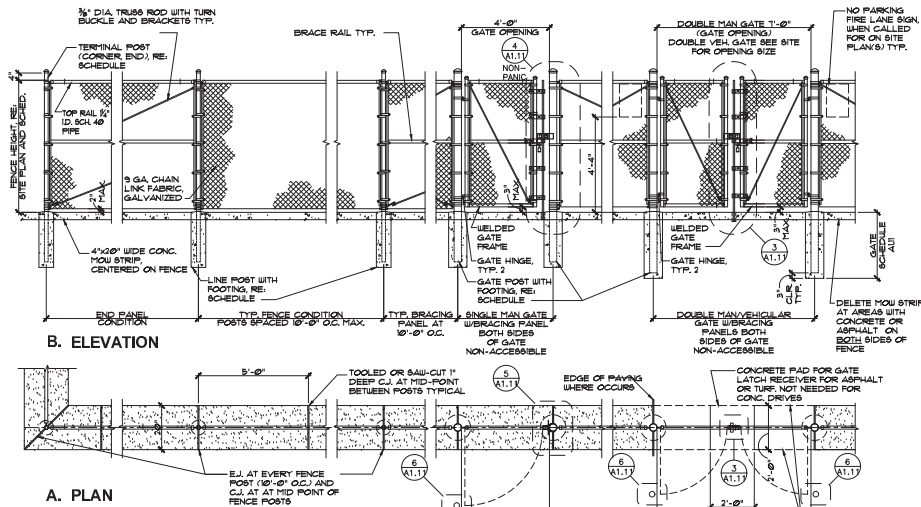 3/8" DIA. TRUSS ROD WITH TURN
BUCKLE AND BRACKETS TYP.
TERMINAL POST
(CORNER, END), RE:
SCHEDULE
BRACE RAIL TYP.
4'-0"
GATE OPENING
4
A1.11
NON-
PANIC
DOUBLE MAN GATE 7'-0"
(GATE OPENING)
DOUBLE VEH. GATE SEE SITE
FOR OPENING SIZE
NO PARKING
FIRE LANE SIGN,
WHEN CALLED
FOR ON SITE
PLAN(S) TYP.
FENCE HEIGHT, RE:
SITE PLAN AND SCHED.
TOP RAIL 1 1/4"
I.D. SCH. 40
PIPE
2" MAX.
9 GA. CHAIN
LINK FABRIC,
GALVANIZED
3" MAX.
4'-4"
3" MAX.
4"x20" WIDE CONC.
MOW STRIP,
CENTERED ON FENCE
LINE POST WITH
FOOTING, RE:
SCHEDULE
WELDED
GATE
FRAME
GATE HINGE,
TYP. 2
GATE POST WITH
FOOTING, RE:
SCHEDULE
WELDED
GATE
FRAME
GATE HINGE,
TYP. 2
3
A1.11
GATE
SCHEDULE
A1.11
3"
CLR.
TYP.
DELETE MOW STRIP
AT AREAS WITH
CONCRETE OR
ASPHALT ON
BOTH SIDES OF
FENCE
END PANEL
CONDITION
TYP. FENCE CONDITION
POSTS SPACED 10'-0" O.C. MAX.
TYP. BRACING
PANEL AT
10'-0" O.C.
SINGLE MAN GATE
W/BRACING PANEL
BOTH SIDES
OF GATE
NON-ACCESSIBLE
DOUBLE MAN/VEHICULAR
GATE W/BRACING
PANELS BOTH
SIDES OF GATE
NON-ACCESSIBLE
B. ELEVATION
5'-0"
TOOLED OR SAW-CUT 1"
DEEP C.J. AT MID-POINT
BETWEEN POSTS TYPICAL
5
A1.11
EDGE OF PAVING
WHERE OCCURS
CONCRETE PAD FOR GATE
LATCH RECEIVER FOR ASPHALT
OR TURF. NOT NEEDED FOR
CONC. DRIVES
20"
E.J. AT EVERY FENCE
POST (10'-0" O.C.) AND
C.J. AT AT MID POINT OF
FENCE POSTS
6
A1.11
6
A1.11
3
A1.11
6
A1.11
2'-0"
2'-0"
A. PLAN